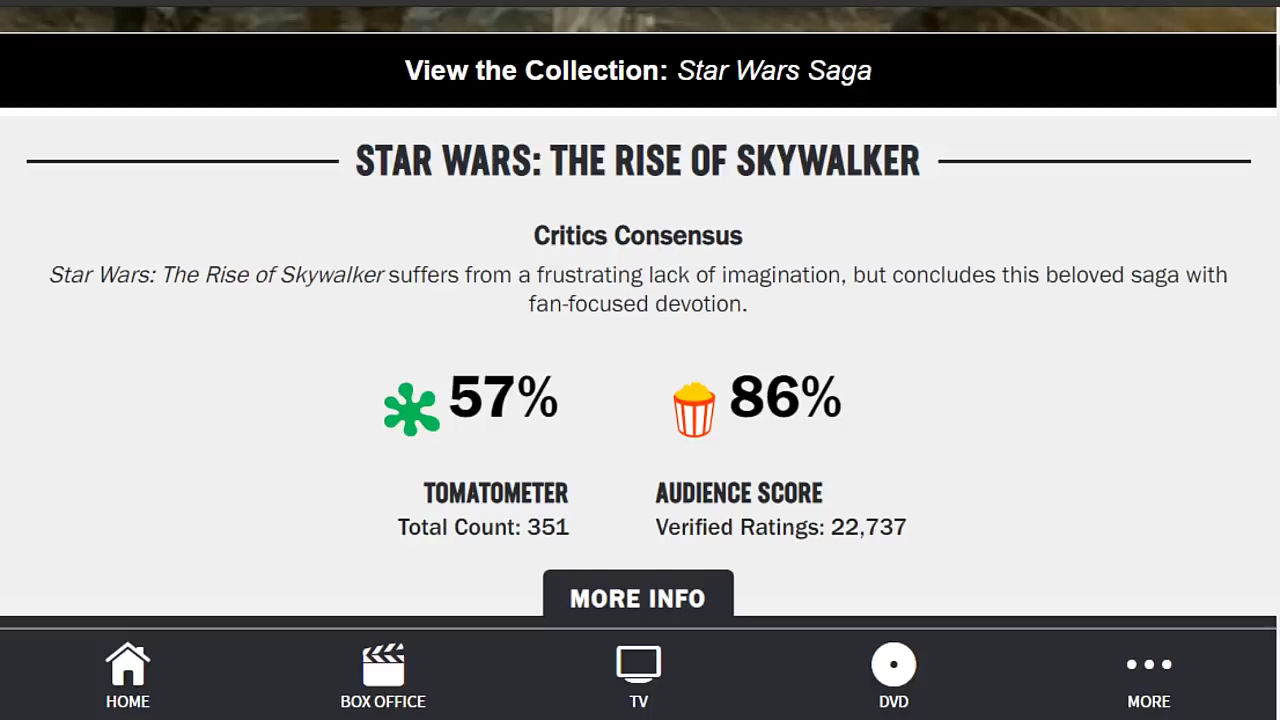 View the Collection: Star Wars Saga
STAR WARS: THE RISE OF SKYWALKER
Critics Consensus
Star Wars: The Rise of Skywalker suffers from a frustrating lack of imagination, but concludes this beloved saga with
fan-focused devotion.
57% 86%
TOMATOMETER AUDIENCE SCORE
Total Count: 351 Verified Ratings: 22,737
MORE INFO
HOME BOX OFFICE TV DVD MORE